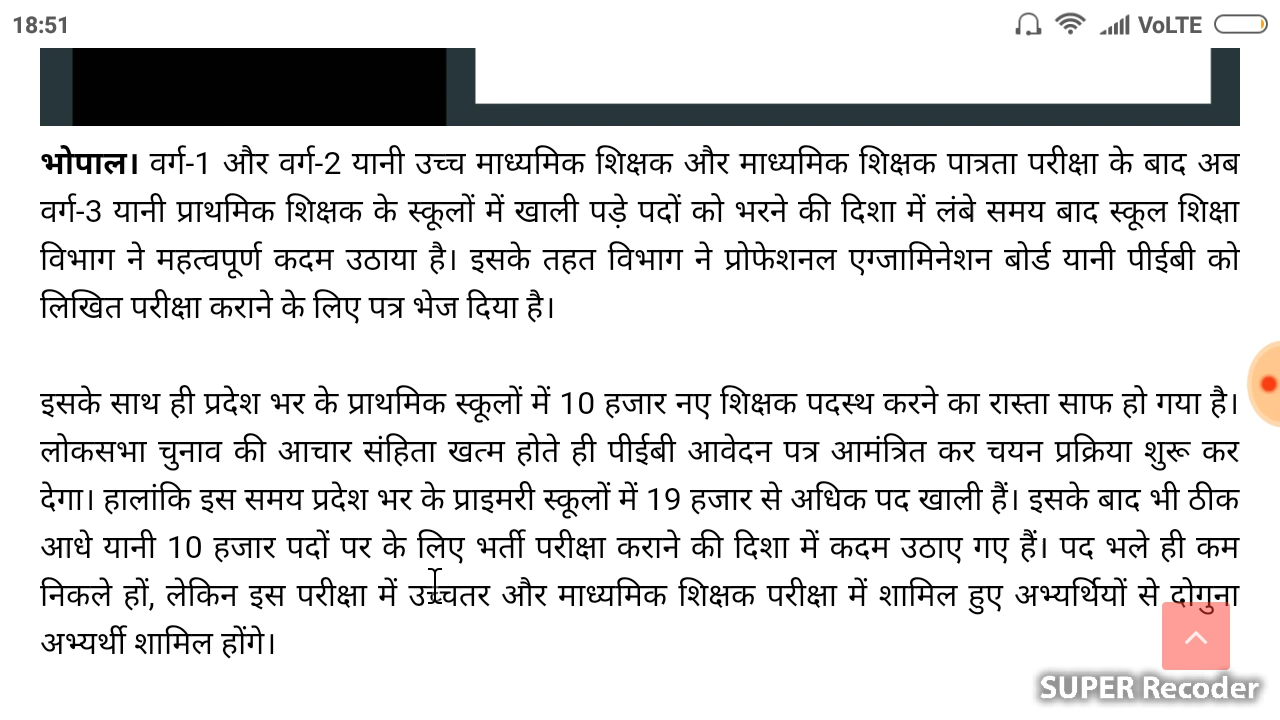 18:51
VoLTE
भोपाल। वर्ग-1 और वर्ग-2 यानी उच्च माध्यमिक शिक्षक और माध्यमिक शिक्षक पात्रता परीक्षा के बाद अब
वर्ग-3 यानी प्राथमिक शिक्षक के स्कूलों में खाली पड़े पदों को भरने की दिशा में लंबे समय बाद स्कूल शिक्षा
विभाग ने महत्वपूर्ण कदम उठाया है। इसके तहत विभाग ने प्रोफेशनल एग्जामिनेशन बोर्ड यानी पीईबी को
लिखित परीक्षा कराने के लिए पत्र भेज दिया है।
इसके साथ ही प्रदेश भर के प्राथमिक स्कूलों में 10 हजार नए शिक्षक पदस्थ करने का रास्ता साफ हो गया है।
लोकसभा चुनाव की आचार संहिता खत्म होते ही पीईबी आवेदन पत्र आमंत्रित कर चयन प्रक्रिया शुरू कर
देगा। हालांकि इस समय प्रदेश भर के प्राइमरी स्कूलों में 19 हजार से अधिक पद खाली हैं। इसके बाद भी ठीक
आधे यानी 10 हजार पदों पर के लिए भर्ती परीक्षा कराने की दिशा में कदम उठाए गए हैं। पद भले ही कम
निकले हों, लेकिन इस परीक्षा में उच्चतर और माध्यमिक शिक्षक परीक्षा में शामिल हुए अभ्यर्थियों से दोगुना
अभ्यर्थी शामिल होंगे।
SUPER Recoder